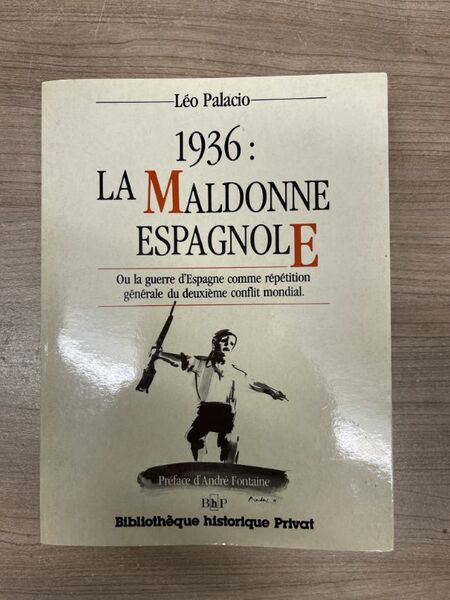 Léo Palacio
1936 :
LA MALDONNE
ESPAGNOLE
Ou la guerre d'Espagne comme répétition
générale du deuxième conflit mondial.
Préface d'André Fontaine
BhP
Bibliothèque historique Privat